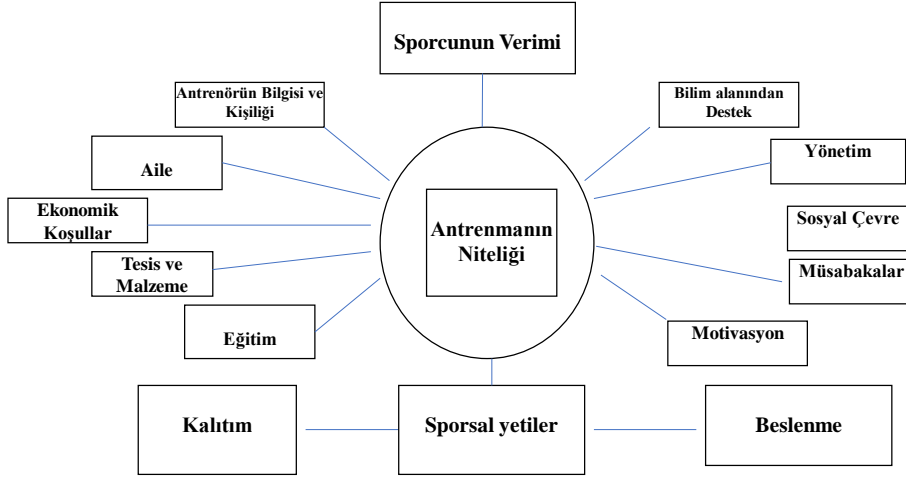 Sporcunun Verimi
Antrenörün Bilgisi ve
Kişiliği
Bilim alanından
Destek
Aile
Yönetim
Ekonomik
Koşullar
Antrenmanın
Niteliği
Sosyal Çevre
Tesis ve
Malzeme
Müsabakalar
Eğitim
Motivasyon
Kalıtım
Sporsal yetiler
Beslenme